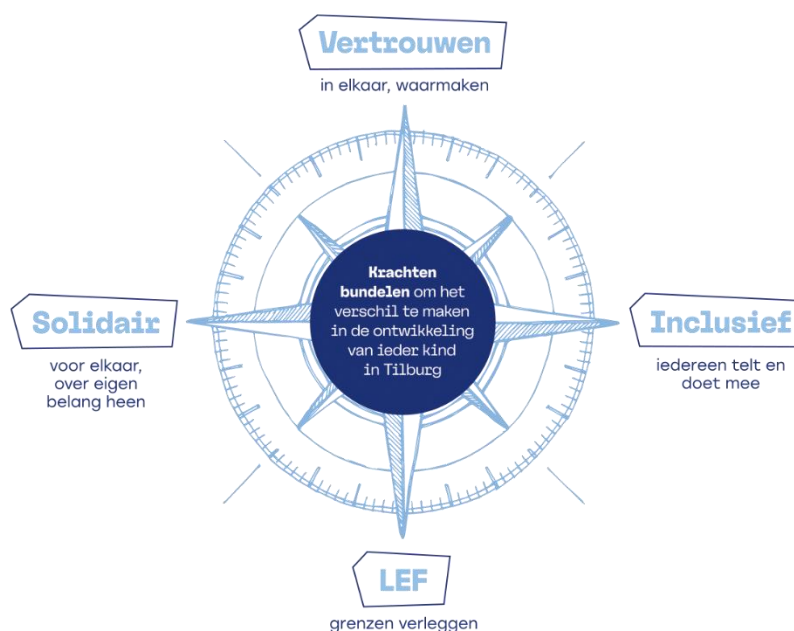 Vertrouwen
in elkaar, waarmaken
Krachten
bundelen om het
verschil te maken
in de ontwikkeling
van ieder kind
in Tilburg
Solidair
voor elkaar,
over eigen
belang heen
Inclusief
iedereen telt en
doet mee
LEF
grenzen verleggen